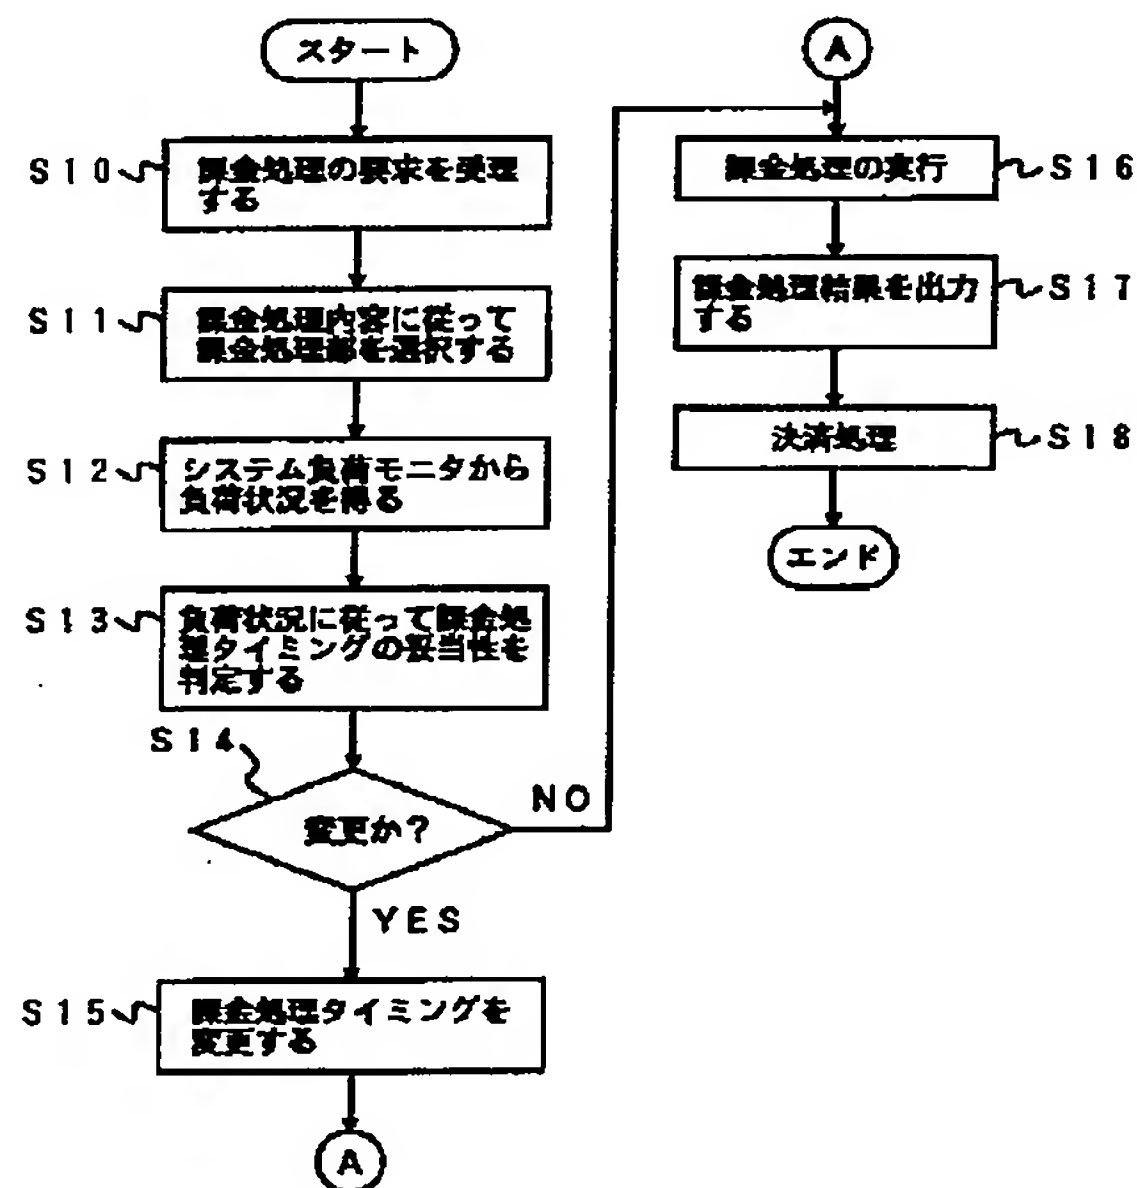 スタート
S10
課金処理の要求を受理
する
S11
課金処理内容に従って
課金処理部を選択する
S12
システム負荷モニタから
負荷状況を得る
S13
負荷状況に従って課金処
理タイミングの妥当性を
判定する
S14
変更か?
NO
YES
S15
課金処理タイミングを
変更する
A
A
課金処理の実行
S16
課金処理結果を出力
する
S17
決済処理
S18
エンド